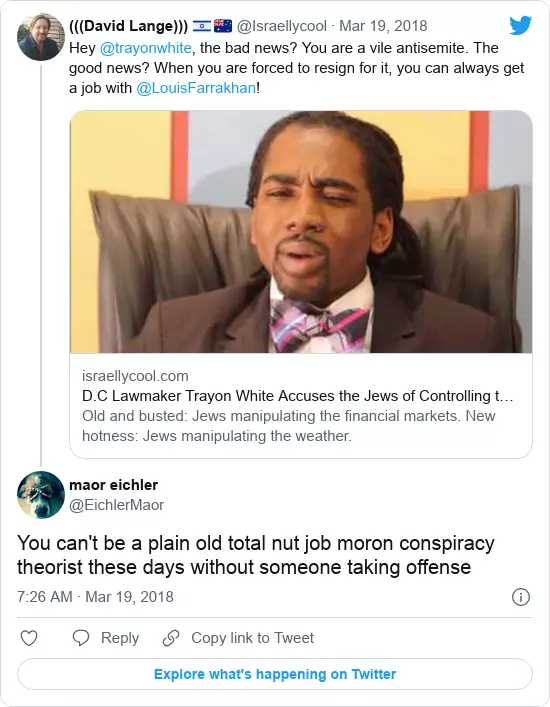 (((David Lange))) 🇮🇱 🇦🇺 @Israellycool · Mar 19, 2018
Hey @trayonwhite, the bad news? You are a vile antisemite. The
good news? When you are forced to resign for it, you can always get
a job with @LouisFarrakhan!
israellycool.com
D.C Lawmaker Trayon White Accuses the Jews of Controlling t…
Old and busted: Jews manipulating the financial markets. New
hotness: Jews manipulating the weather.
maor eichler
@EichlerMaor
You can't be a plain old total nut job moron conspiracy
theorist these days without someone taking offense
7:26 AM · Mar 19, 2018
Reply
Copy link to Tweet
Explore what's happening on Twitter